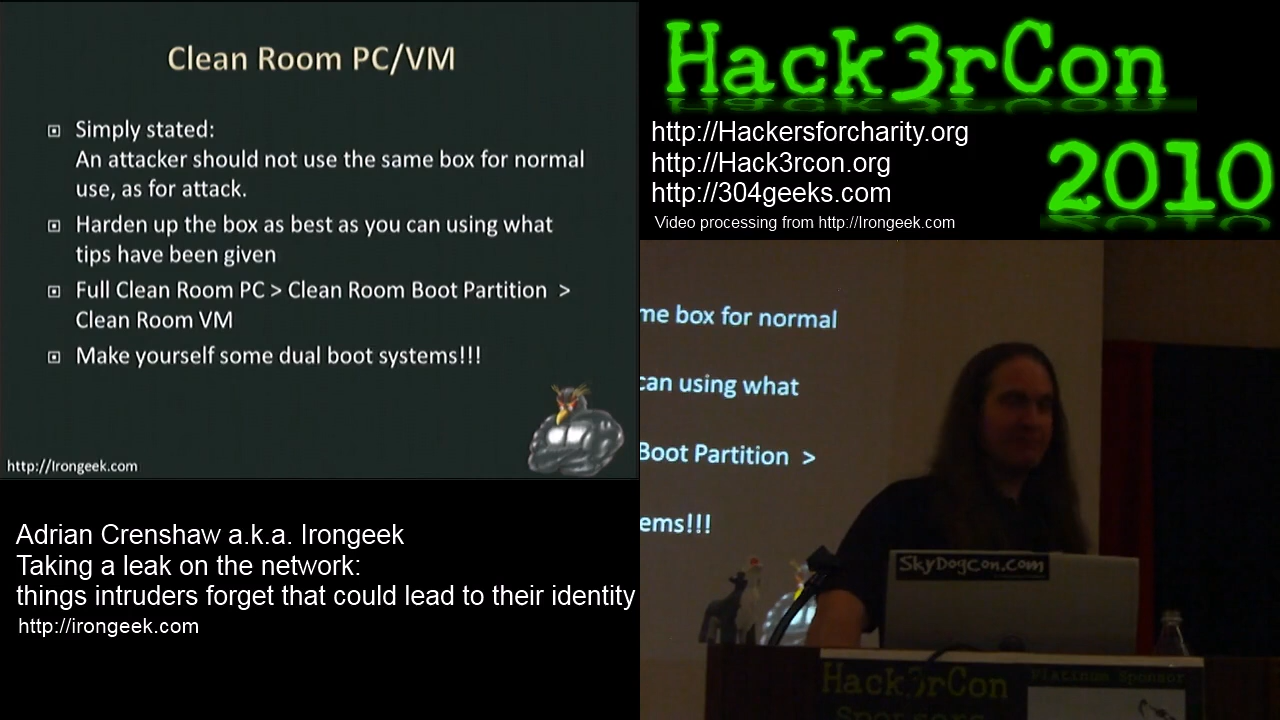 Clean Room PC/VM
Simply stated:
An attacker should not use the same box for normal
use, as for attack.
Harden up the box as best as you can using what
tips have been given
Full Clean Room PC > Clean Room Boot Partition >
Clean Room VM
Make yourself some dual boot systems!!!
http://Irongeek.com
Adrian Crenshaw a.k.a. Irongeek
Taking a leak on the network:
things intruders forget that could lead to their identity
http://irongeek.com
Hack3rCon
http://Hackersforcharity.org
http://Hack3rcon.org
http://304geeks.com
2010
Video processing from http://Irongeek.com
me box for normal
can using what
Boot Partition >
ems!!!
SkyDogCon.com
Hack3rCon
Platinum Sponsor
Sponsors